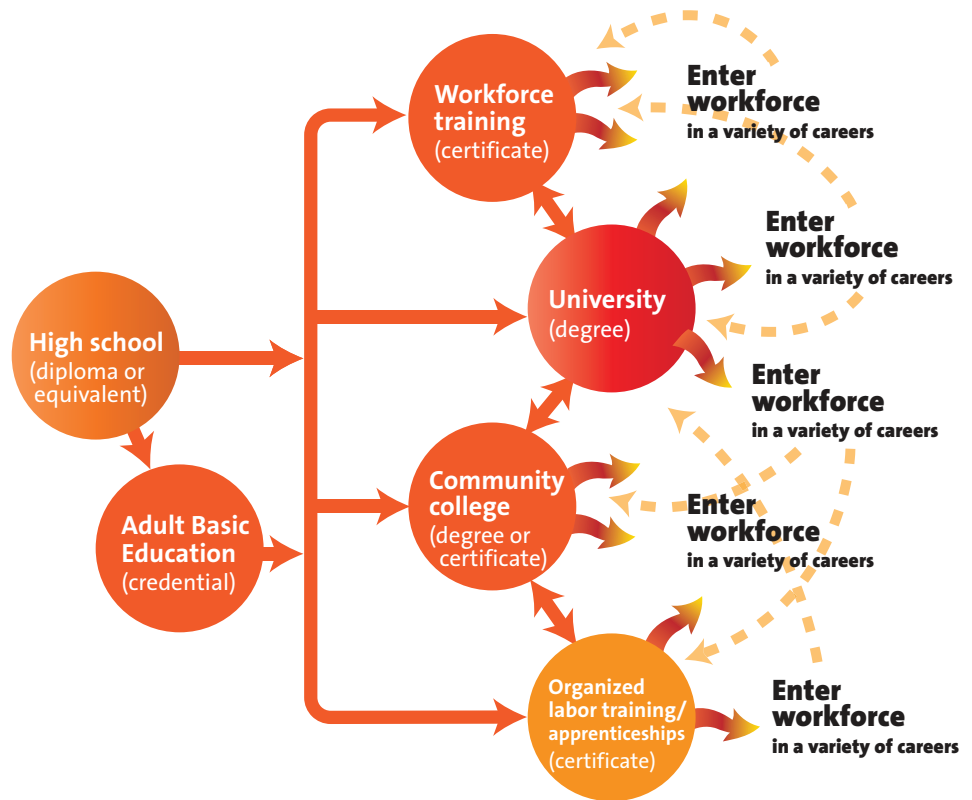 Workforce
training
(certificate)
Enter
workforce
in a variety of careers
University
(degree)
Enter
workforce
in a variety of careers
High school
(diploma or
equivalent)
Enter
workforce
in a variety of careers
Adult Basic
Education
(credential)
Community
college
(degree or
certificate)
Enter
workforce
in a variety of careers
Organized
labor training/
apprenticeships
(certificate)
Enter
workforce
in a variety of careers